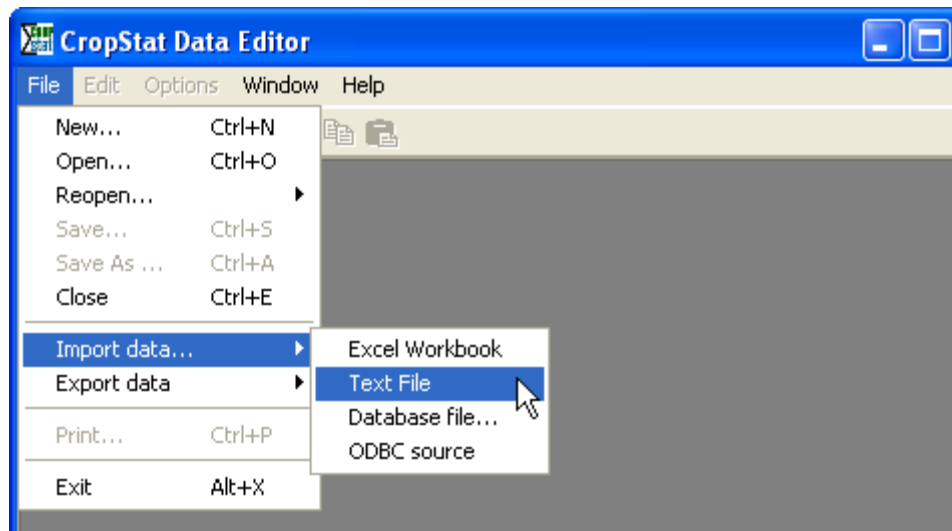 CropStat Data Editor
File Edit Options Window Help
New... Ctrl+N
Open... Ctrl+O
Reopen...
Save... Ctrl+S
Save As ... Ctrl+A
Close Ctrl+E
Import data...
Excel Workbook
Export data
Text File
Database file...
Print... Ctrl+P
ODBC source
Exit Alt+X